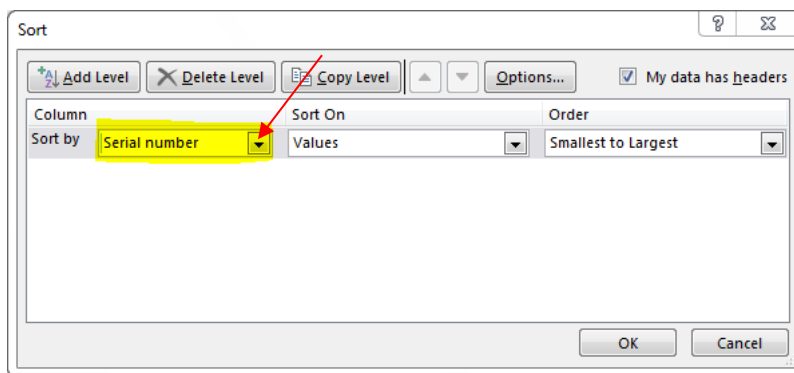 Sort
Add Level Delete Level Copy Level Options... My data has headers
Column Sort On Order
Sort by Serial number Values Smallest to Largest
OK Cancel